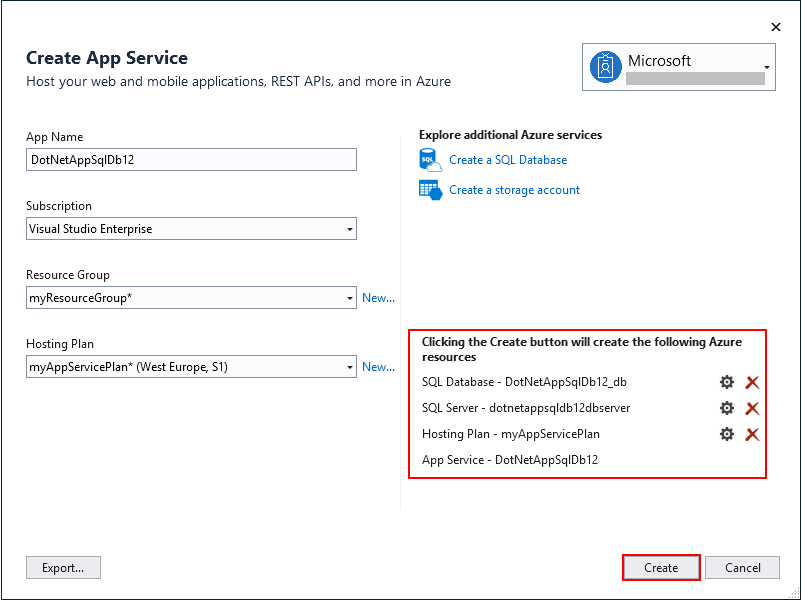 Create App Service
Host your web and mobile applications, REST APIs, and more in Azure
Microsoft
App Name
DotNetAppSqlDb12
Subscription
Visual Studio Enterprise
Resource Group
myResourceGroup*
New...
Hosting Plan
myAppServicePlan* (West Europe, S1)
New...
Explore additional Azure services
SQL
Create a SQL Database
Create a storage account
Clicking the Create button will create the following Azure
resources
SQL Database - DotNetAppSqlDb12_db
SQL Server - dotnetappsqldb12dbserver
Hosting Plan - myAppServicePlan
App Service - DotNetAppSqlDb12
Export...
Create
Cancel